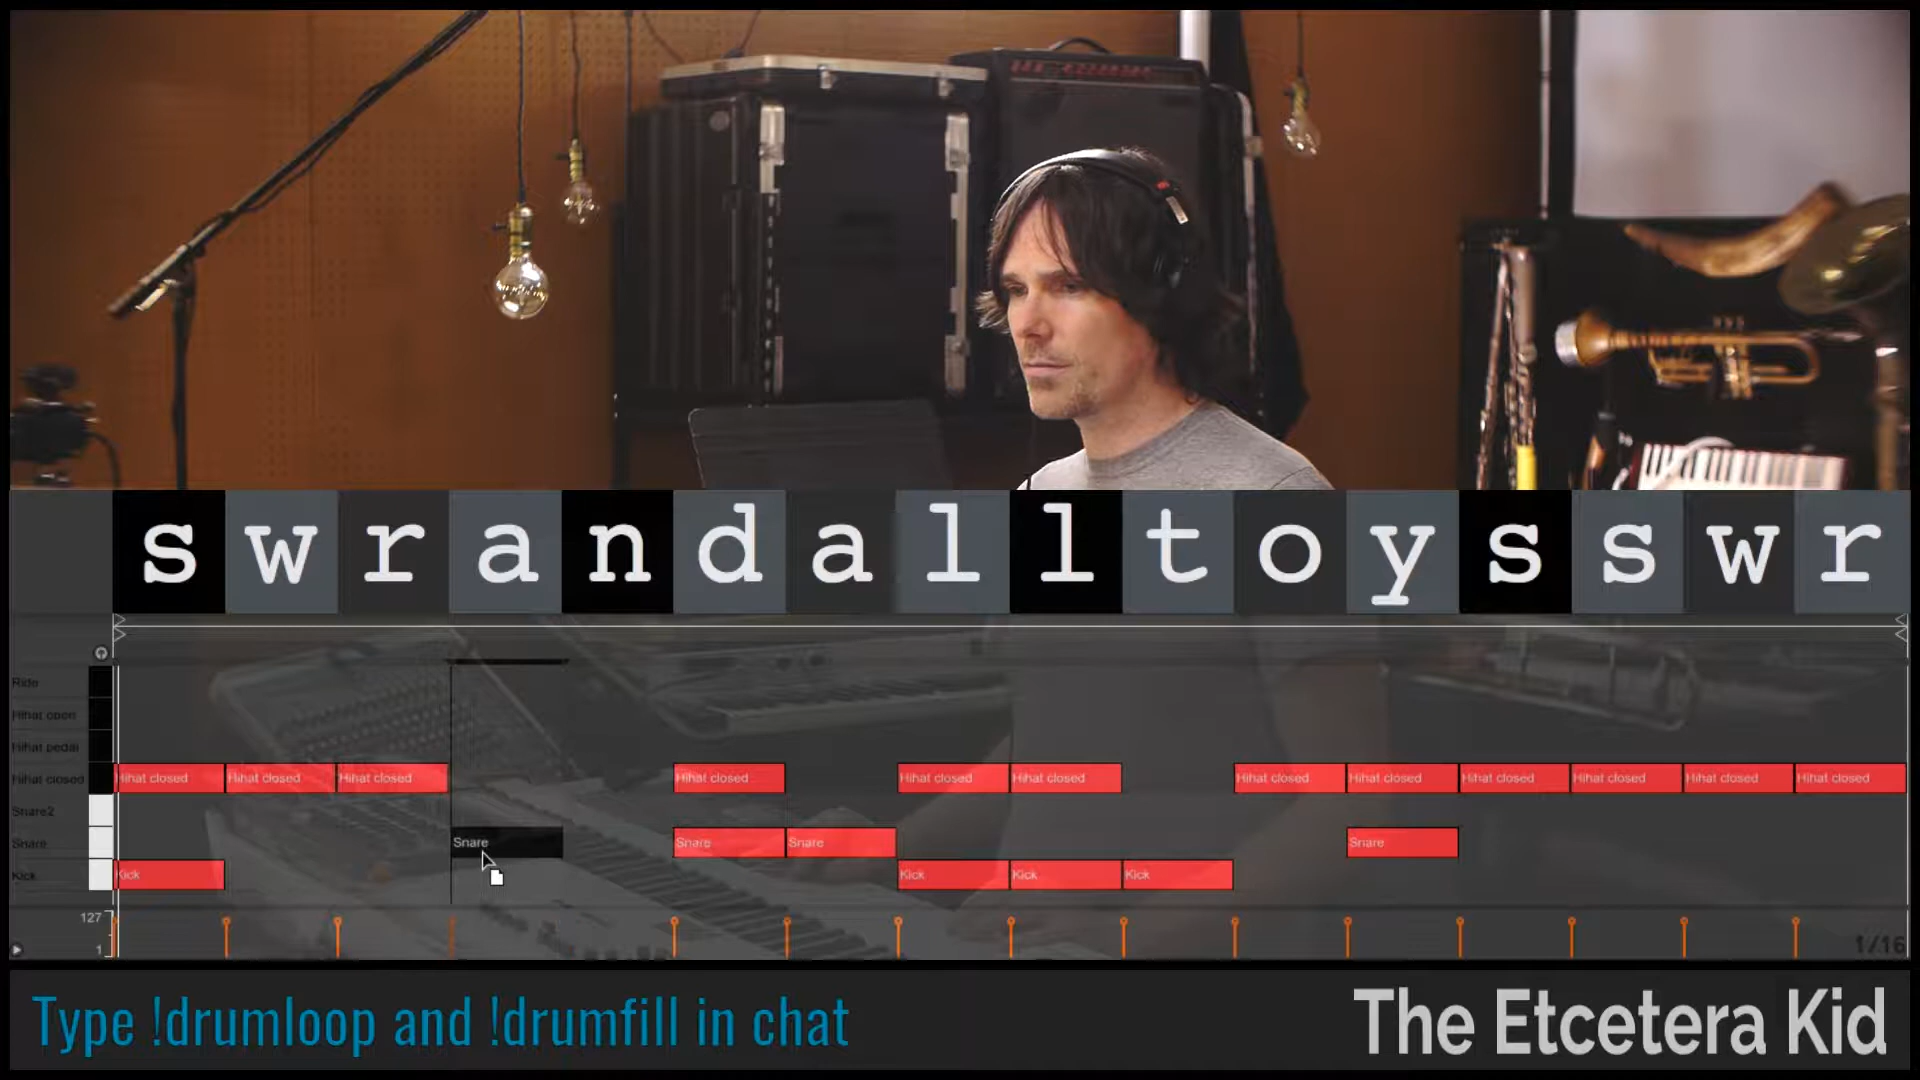 swrandalltoysswr
Ride
Hihat open
Hihat pedal
Hihat closed Hihat closed Hihat closed Hihat closed Hihat closed Hihat closed Hihat closed Hihat closed Hihat closed Hihat closed Hihat closed Hihat closed Hihat closed
Snare2
Snare Snare Snare Snare Snare
Kick Kick Kick Kick Kick
127
1
1/16
Type !drumloop and !drumfill in chat
The Etcetera Kid